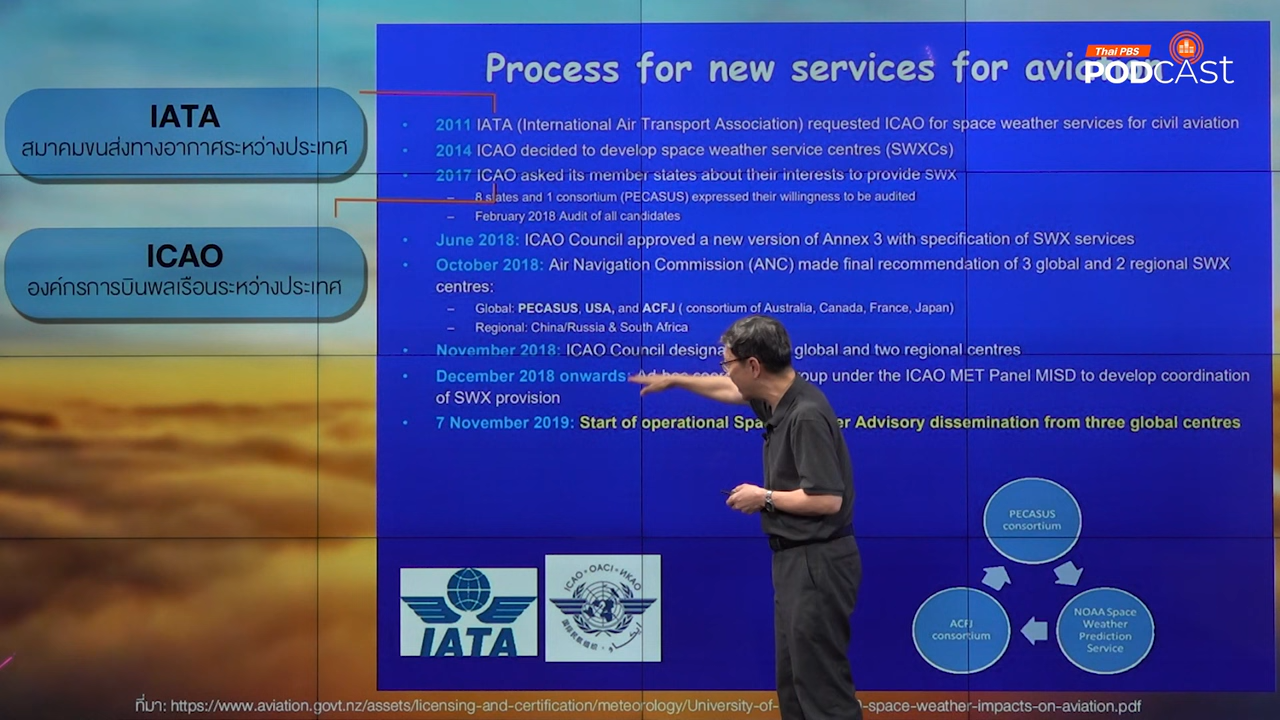 Process for new services for
Thai PBS
PODCAST
IATA
สมาคมขนส่งทางอากาศระหว่างประเทศ
ICAO
องค์กรการบินพลเรือนระหว่างประเทศ
• 2011 IATA (International Air Transport Association) requested ICAO for space weather services for civil aviation
• 2014 ICAO decided to develop space weather service centres (SWXCs)
• 2017 ICAO asked its member states about their interests to provide SWX
– 8 states and 1 consortium (PECASUS) expressed their willingness to be audited
– February 2018 Audit of all candidates
• June 2018: ICAO Council approved a new version of Annex 3 with specification of SWX services
• October 2018: Air Navigation Commission (ANC) made final recommendation of 3 global and 2 regional SWX
centres:
– Global: PECASUS, USA, and ACFJ ( consortium of Australia, Canada, France, Japan)
– Regional: China/Russia & South Africa
• November 2018: ICAO Council global and two regional centres
• December 2018 onwards: under the ICAO MET Panel MISD to develop coordination
of SWX provision
• 7 November 2019: Start of operational Advisory dissemination from three global centres
PECASUS
consortium
ACFJ
consortium
NOAA Space
Weather
Prediction
Service
IATA
ICAO • OACI • ИКАО
ที่มา: https://www.aviation.govt.nz/assets/licensing-and-certification/meteorology/University-of- -space-weather-impacts-on-aviation.pdf